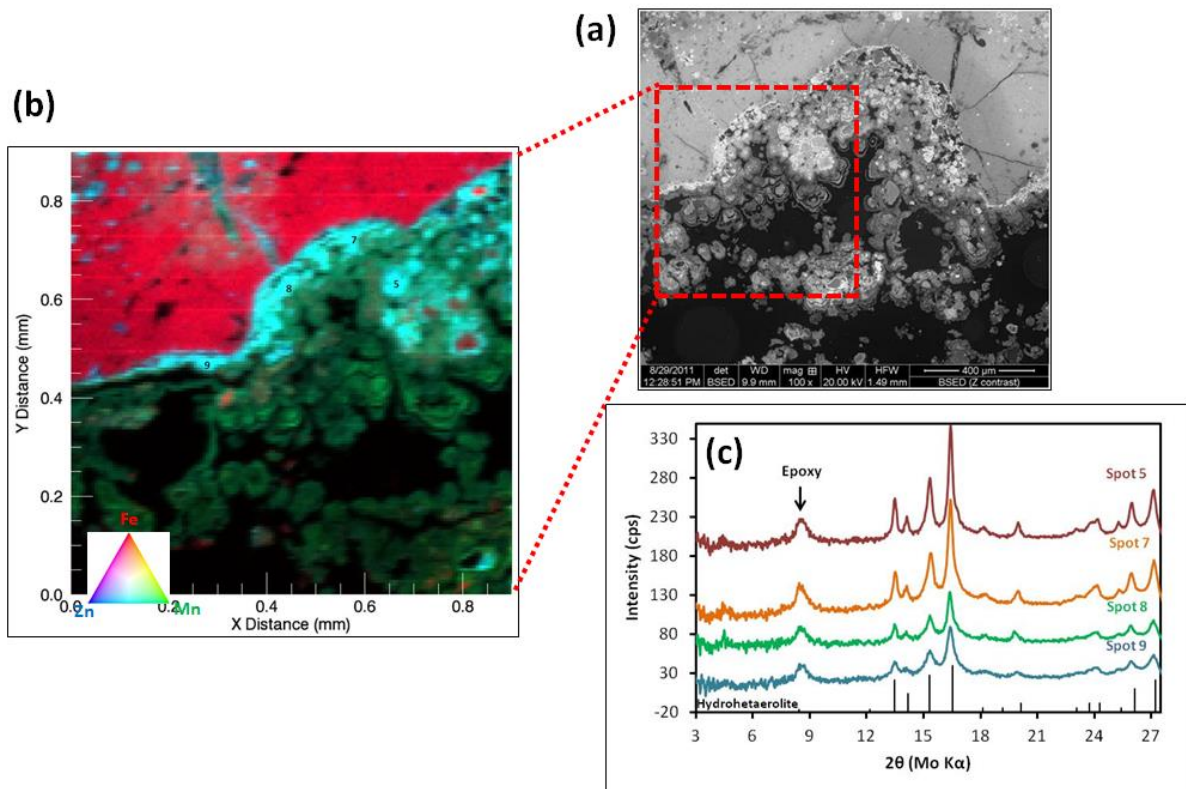 (a)
8/29/2011 det WD mag ⊞ HV HFW 400 µm
12:28:51 PM BSED 9.9 mm 100 x 20.00 kV 1.49 mm BSED (Z contrast)
(b)
Y Distance (mm)
0.8
0.6
0.4
0.2
0.0
7
5
8
9
Fe
Zn
Mn
0.0 0.2 0.4 0.6 0.8
X Distance (mm)
(c)
Intensity (cps)
330
280
230
180
130
80
30
-20
Epoxy
Spot 5
Spot 7
Spot 8
Spot 9
Hydrohetaerolite
3 6 9 12 15 18 21 24 27
2θ (Mo Kα)